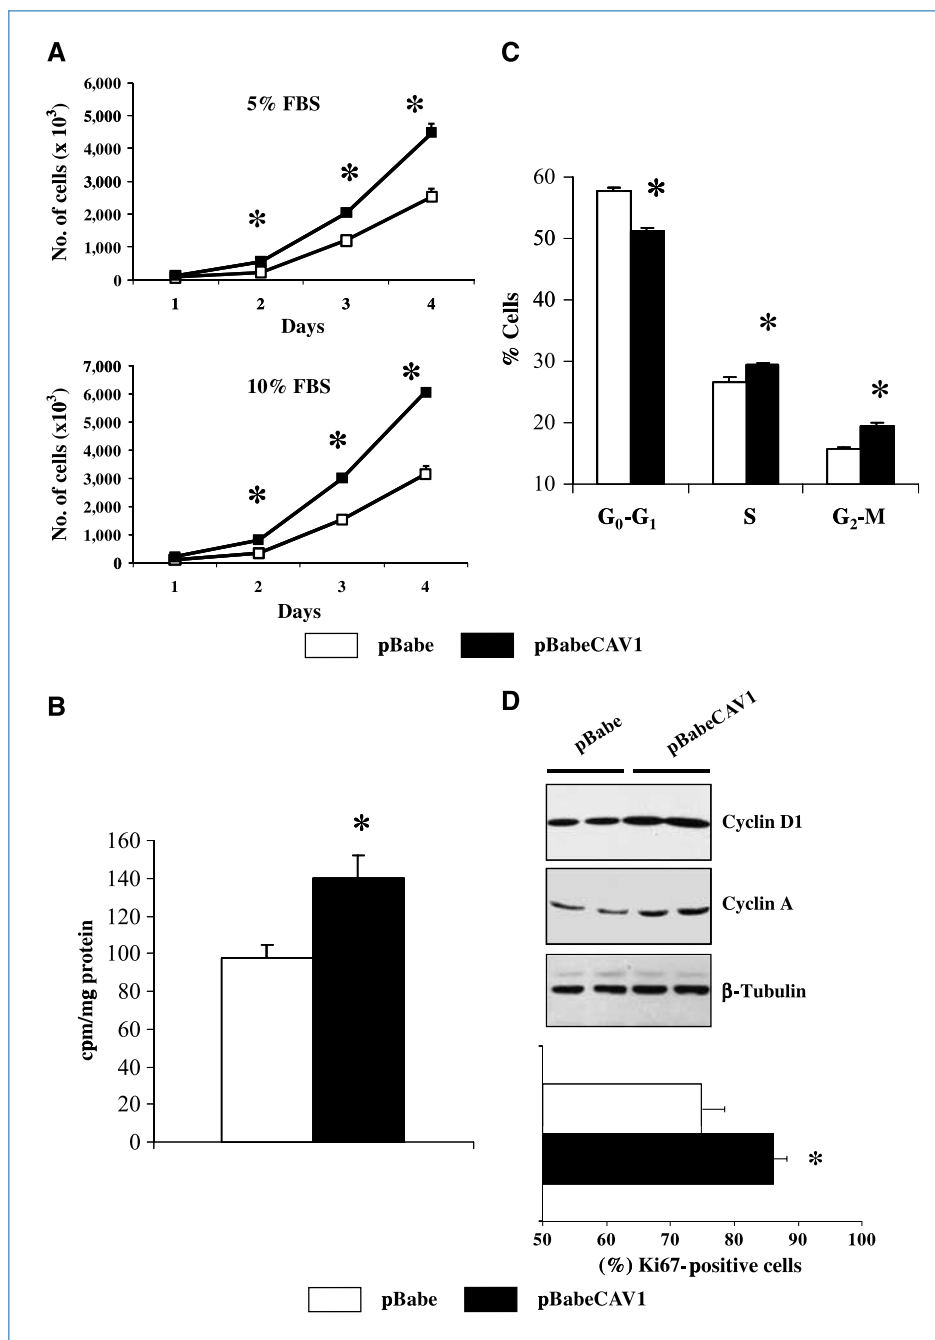 A
5% FBS
No. of cells (x 10³)
6,000
5,000
4,000
3,000
2,000
1,000
0
1 2 3 4
Days
*
*
*
10% FBS
No. of cells (x10³)
7,000
6,000
5,000
4,000
3,000
2,000
1,000
0
1 2 3 4
Days
*
*
*
C
% Cells
60
50
40
30
20
10
G₀-G₁ S G₂-M
*
*
*
pBabe pBabeCAV1
B
cpm/mg protein
160
140
120
100
80
60
40
20
0
*
D
pBabe pBabeCAV1
Cyclin D1
Cyclin A
β-Tubulin
*
50 60 70 80 90 100
(%) Ki67-positive cells
pBabe pBabeCAV1